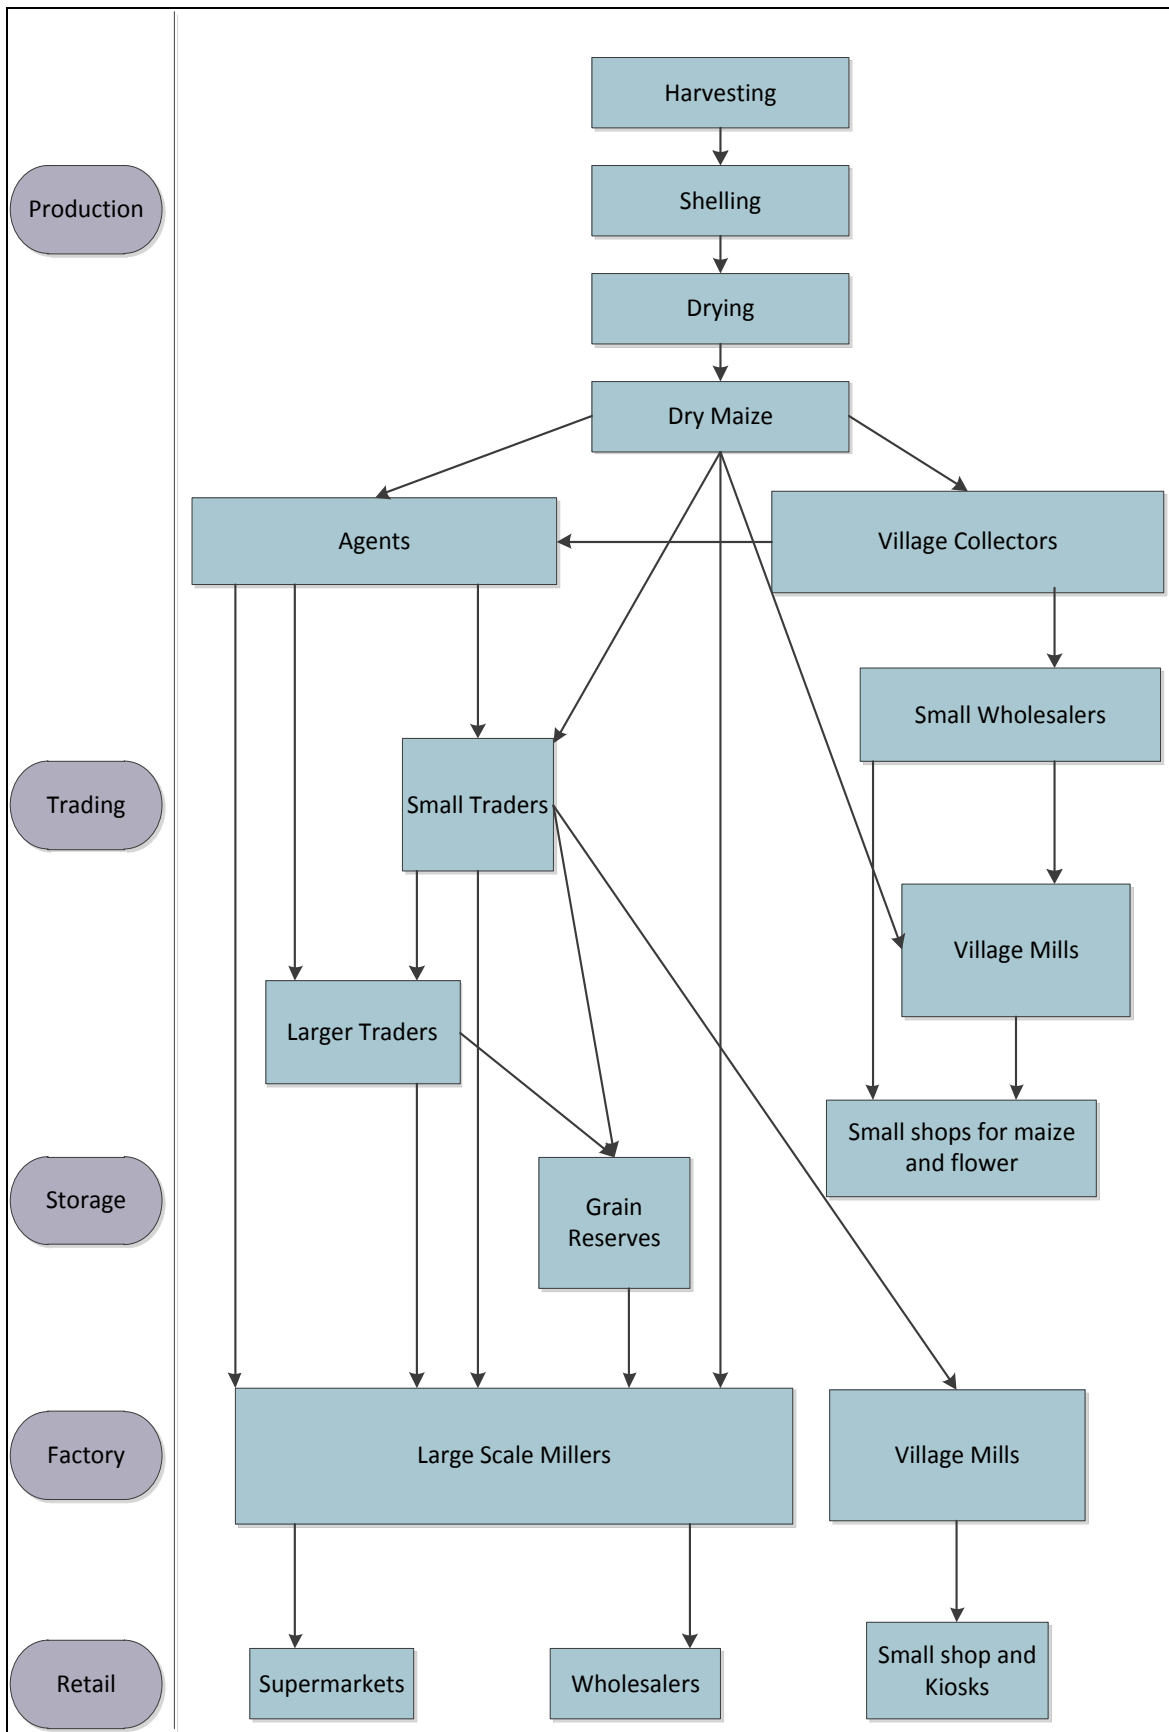 Harvesting
Production
Shelling
Drying
Dry Maize
Agents
Village Collectors
Small Wholesalers
Trading
Small Traders
Village Mills
Larger Traders
Small shops for maize
and flower
Storage
Grain
Reserves
Factory
Large Scale Millers
Village Mills
Retail
Supermarkets
Wholesalers
Small shop and
Kiosks